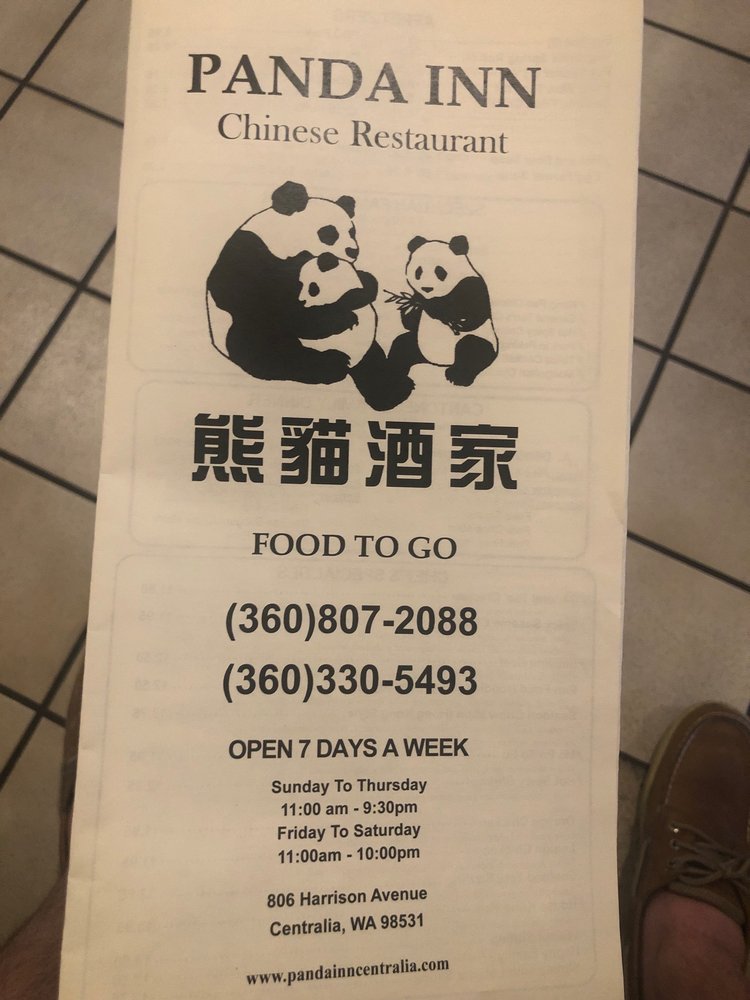 PANDA INN
Chinese Restaurant
熊貓酒家
FOOD TO GO
(360)807-2088
(360)330-5493
OPEN 7 DAYS A WEEK
Sunday To Thursday
11:00 am - 9:30pm
Friday To Saturday
11:00am - 10:00pm
806 Harrison Avenue
Centralia, WA 98531
www.pandainncentralia.com